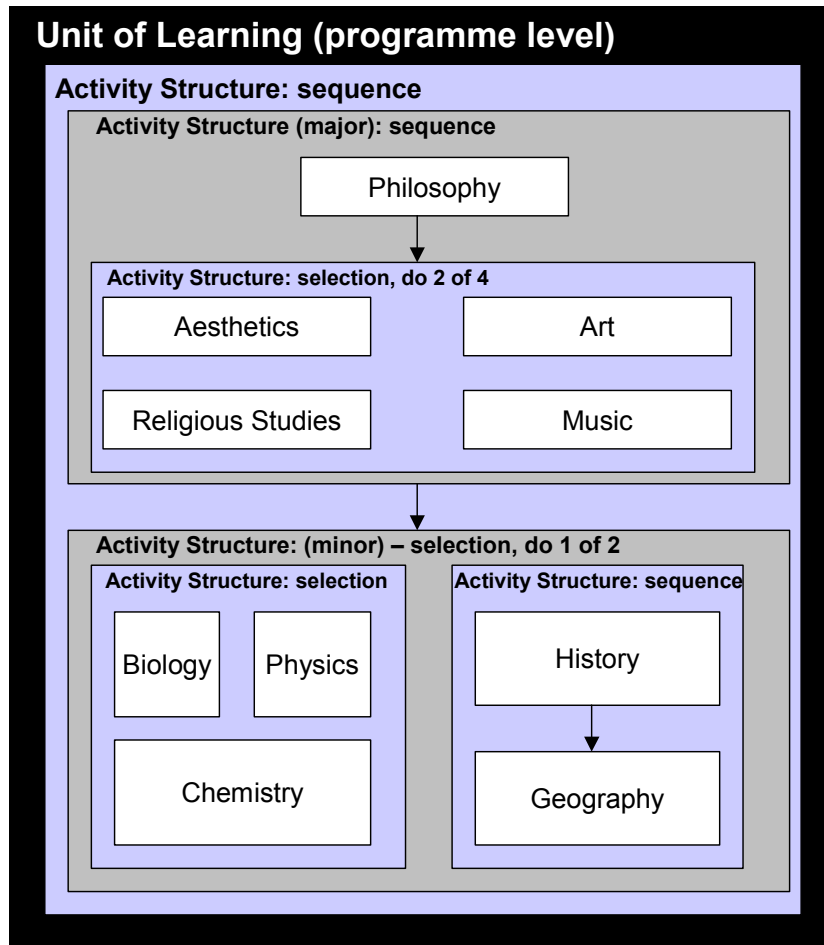 Unit of Learning (programme level)
Activity Structure: sequence
Activity Structure (major): sequence
Philosophy
Activity Structure: selection, do 2 of 4
Aesthetics
Art
Religious Studies
Music
Activity Structure: (minor) – selection, do 1 of 2
Activity Structure: selection
Biology
Physics
Chemistry
Activity Structure: sequence
History
Geography